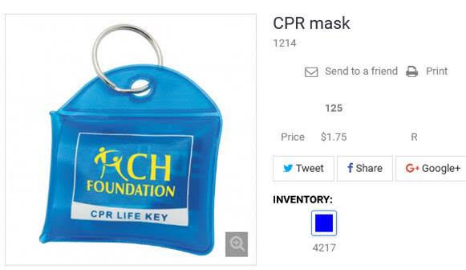 CPR mask
1214
Send to a friend Print
125
Price $1.75 R
Tweet Share G+ Google+
INVENTORY:
4217
CH
FOUNDATION
CPR LIFE KEY